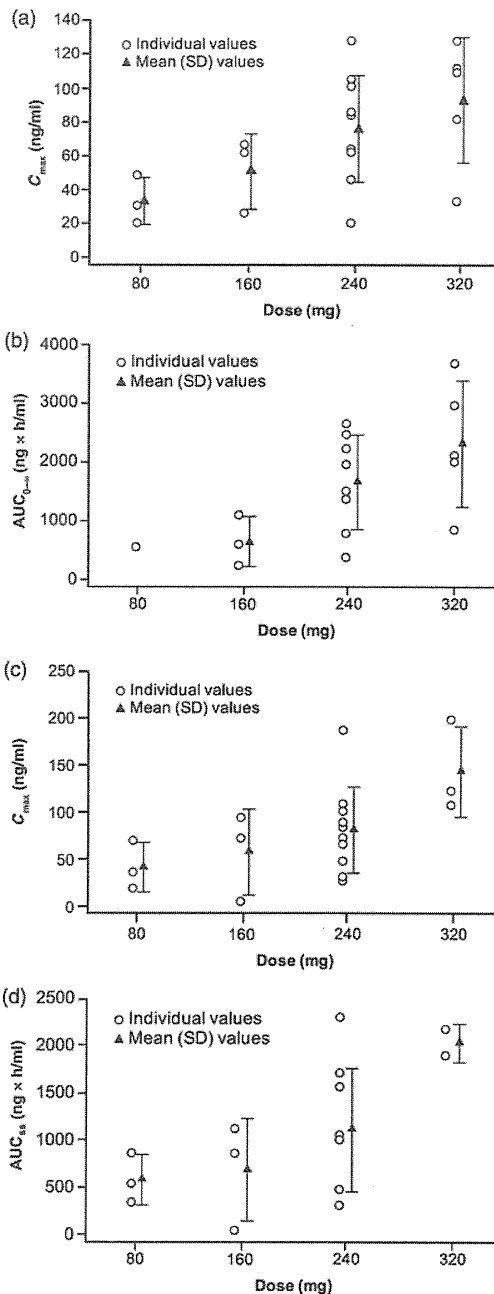 (a)
140
120
100
80
60
40
20
0
Cmax (ng/ml)
○ Individual values
▲ Mean (SD) values
80 160 240 320
Dose (mg)
(b)
4000
3000
2000
1000
0
AUC0–∞ (ng × h/ml)
○ Individual values
▲ Mean (SD) values
80 160 240 320
Dose (mg)
(c)
250
200
150
100
50
0
Cmax (ng/ml)
○ Individual values
▲ Mean (SD) values
80 160 240 320
Dose (mg)
(d)
2500
2000
1500
1000
500
0
AUCss (ng × h/ml)
○ Individual values
▲ Mean (SD) values
80 160 240 320
Dose (mg)